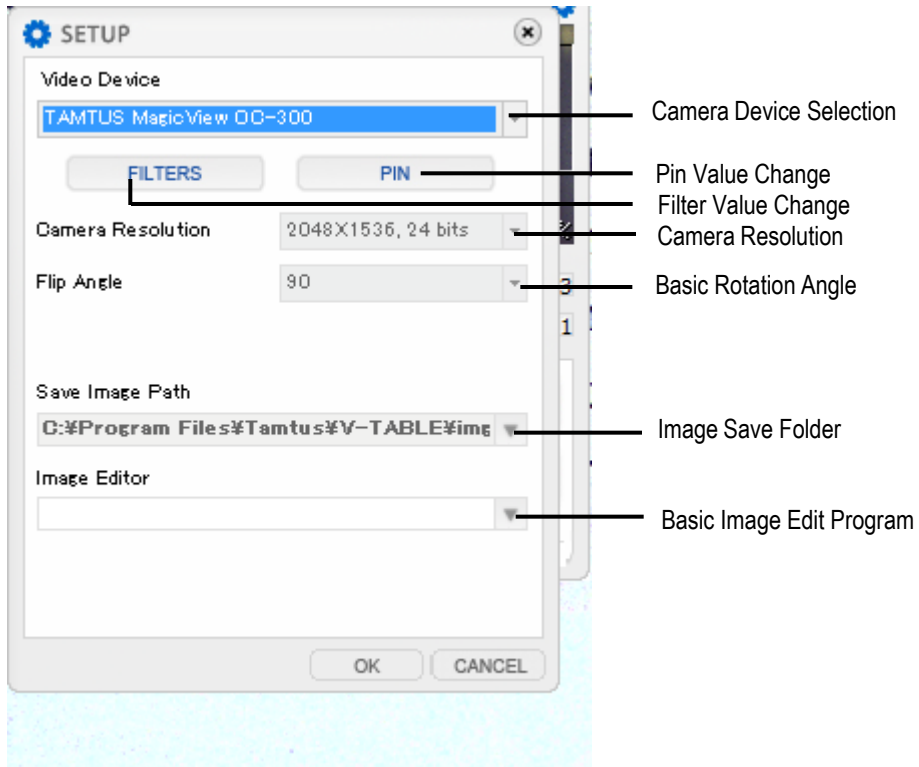 SETUP
Video Device
TAMTUS MagicView OC-300
Camera Device Selection
FILTERS
PIN
Pin Value Change
Filter Value Change
Camera Resolution
2048X1536, 24 bits
Camera Resolution
Flip Angle
90
Basic Rotation Angle
3
1
Save Image Path
C:¥Program Files¥Tamtus¥V-TABLE¥img
Image Save Folder
Image Editor
Basic Image Edit Program
OK
CANCEL